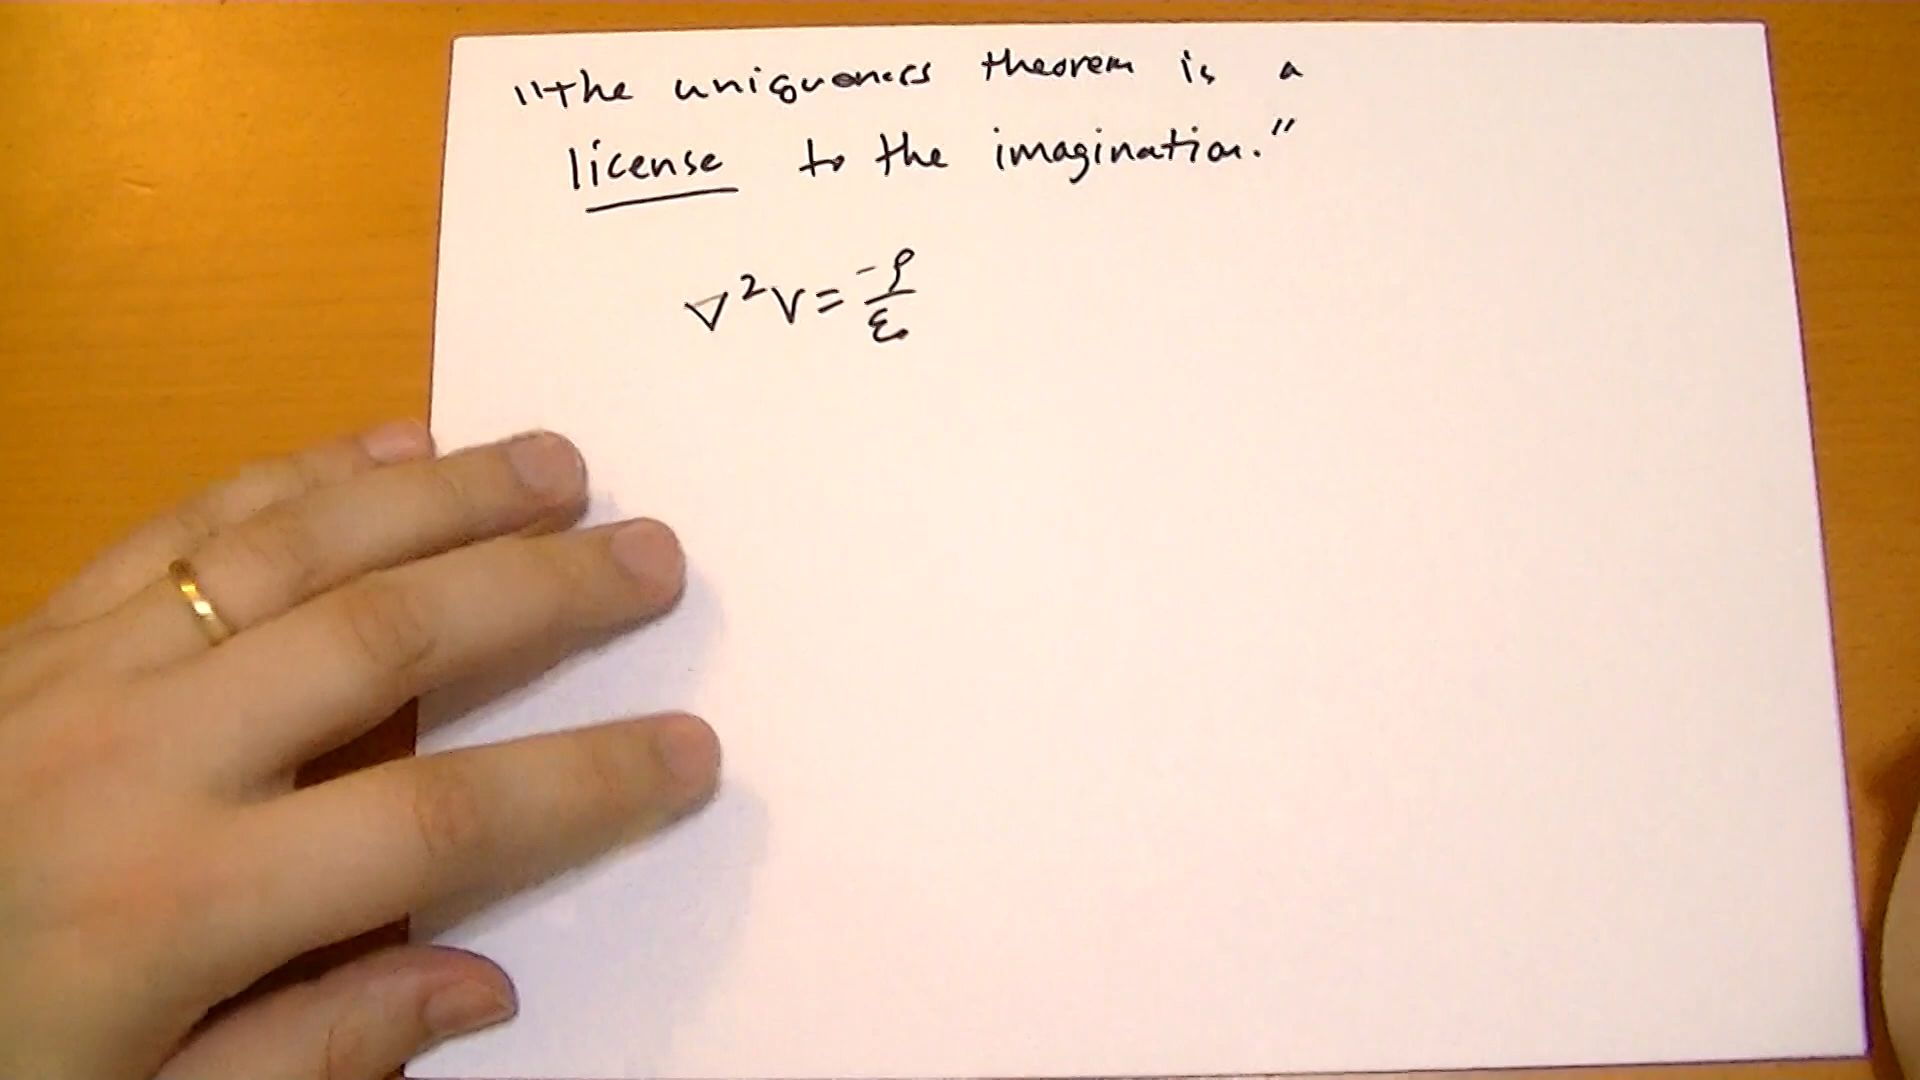 "The uniqueness theorem is a
license to the imagination."
∇²V = -ρ/ε₀